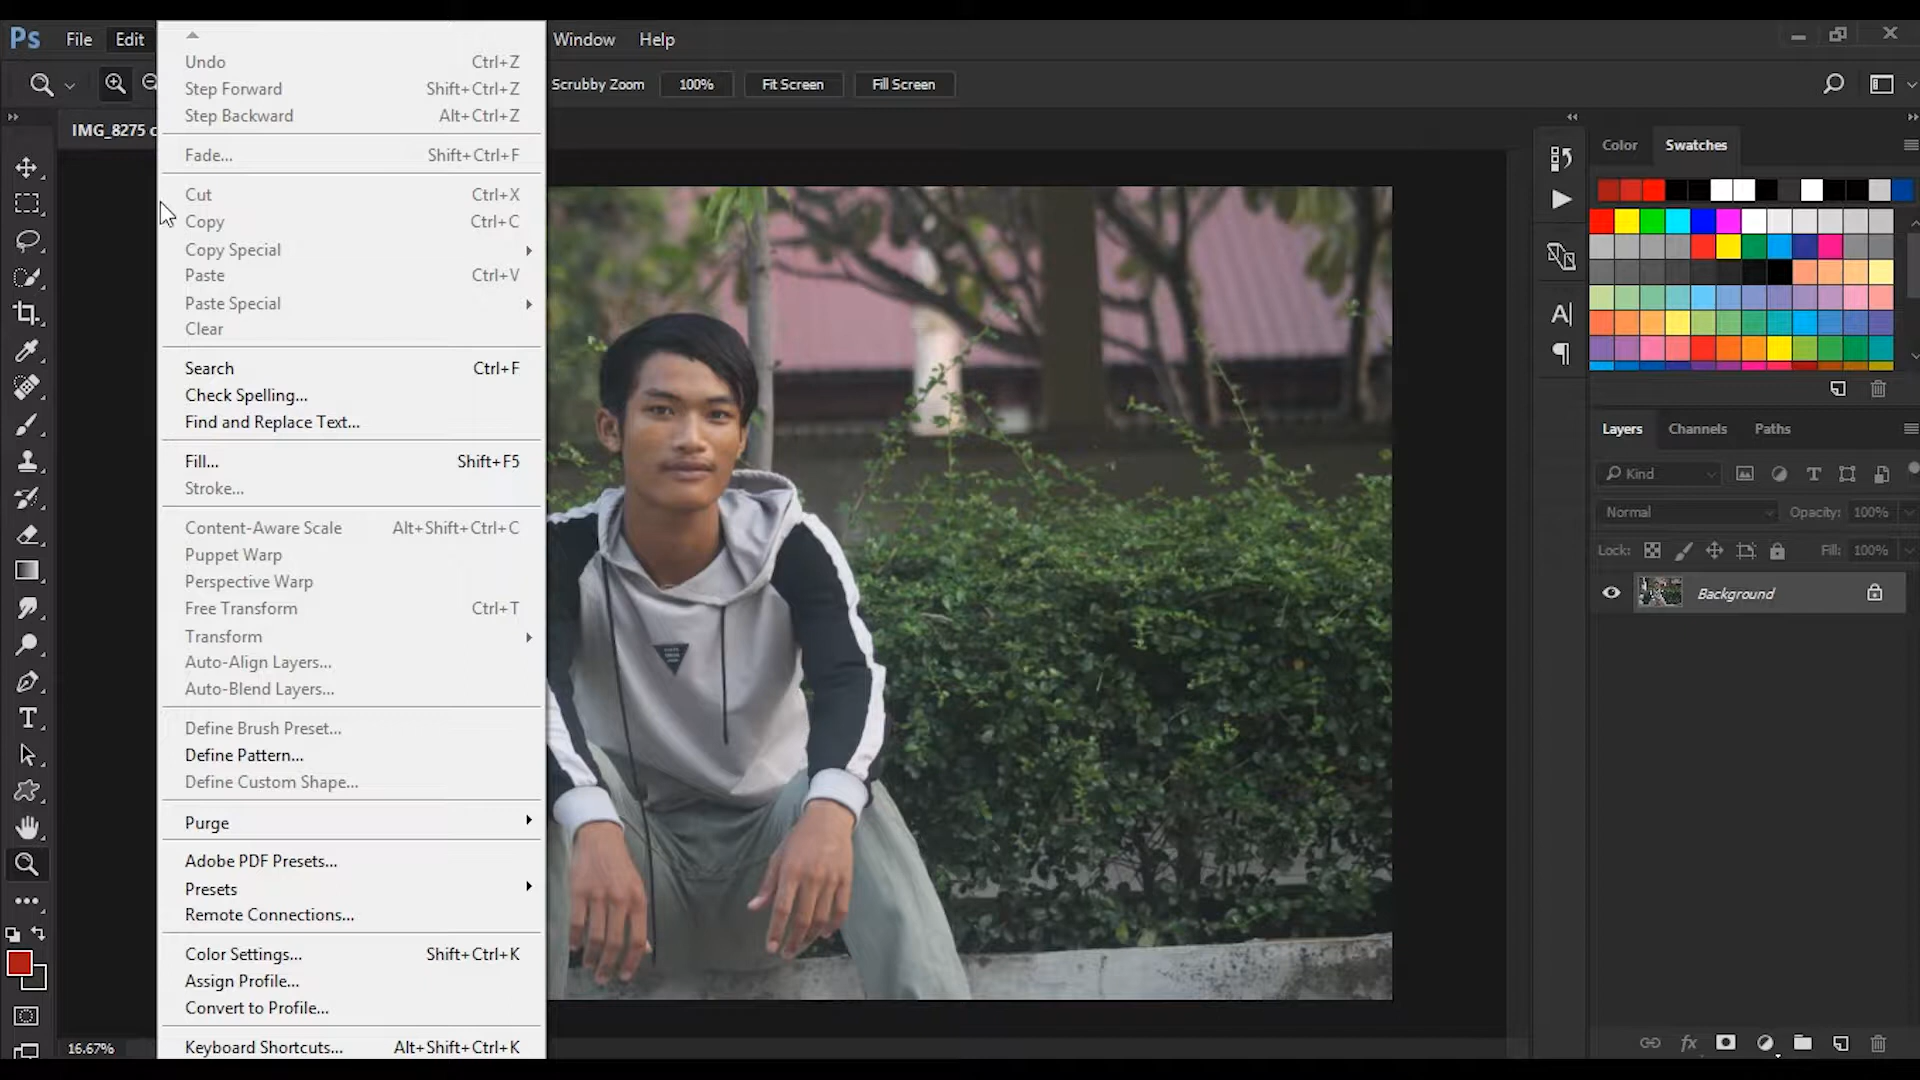 Ps File Edit Window Help
Scrubby Zoom 100% Fit Screen Fill Screen
IMG_8275 c
Undo Ctrl+Z
Step Forward Shift+Ctrl+Z
Step Backward Alt+Ctrl+Z
Fade... Shift+Ctrl+F
Cut Ctrl+X
Copy Ctrl+C
Copy Special
Paste Ctrl+V
Paste Special
Clear
Search Ctrl+F
Check Spelling...
Find and Replace Text...
Fill... Shift+F5
Stroke...
Content-Aware Scale Alt+Shift+Ctrl+C
Puppet Warp
Perspective Warp
Free Transform Ctrl+T
Transform
Auto-Align Layers...
Auto-Blend Layers...
Define Brush Preset...
Define Pattern...
Define Custom Shape...
Purge
Adobe PDF Presets...
Presets
Remote Connections...
Color Settings... Shift+Ctrl+K
Assign Profile...
Convert to Profile...
Keyboard Shortcuts... Alt+Shift+Ctrl+K
16.67%
Color Swatches
Layers Channels Paths
Kind
Normal Opacity: 100%
Lock: Fill: 100%
Background
fx